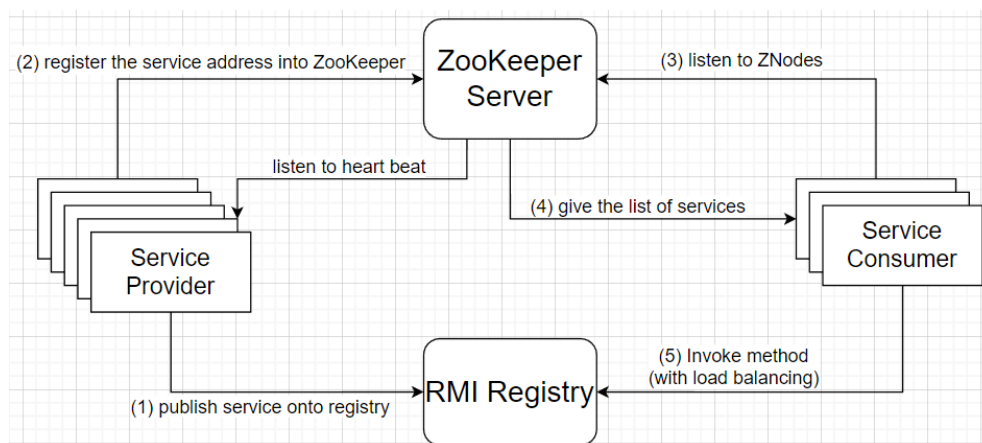 (2) register the service address into ZooKeeper
ZooKeeper
Server
(3) listen to ZNodes
listen to heart beat
(4) give the list of services
Service
Provider
Service
Consumer
RMI Registry
(5) Invoke method
(with load balancing)
(1) publish service onto registry